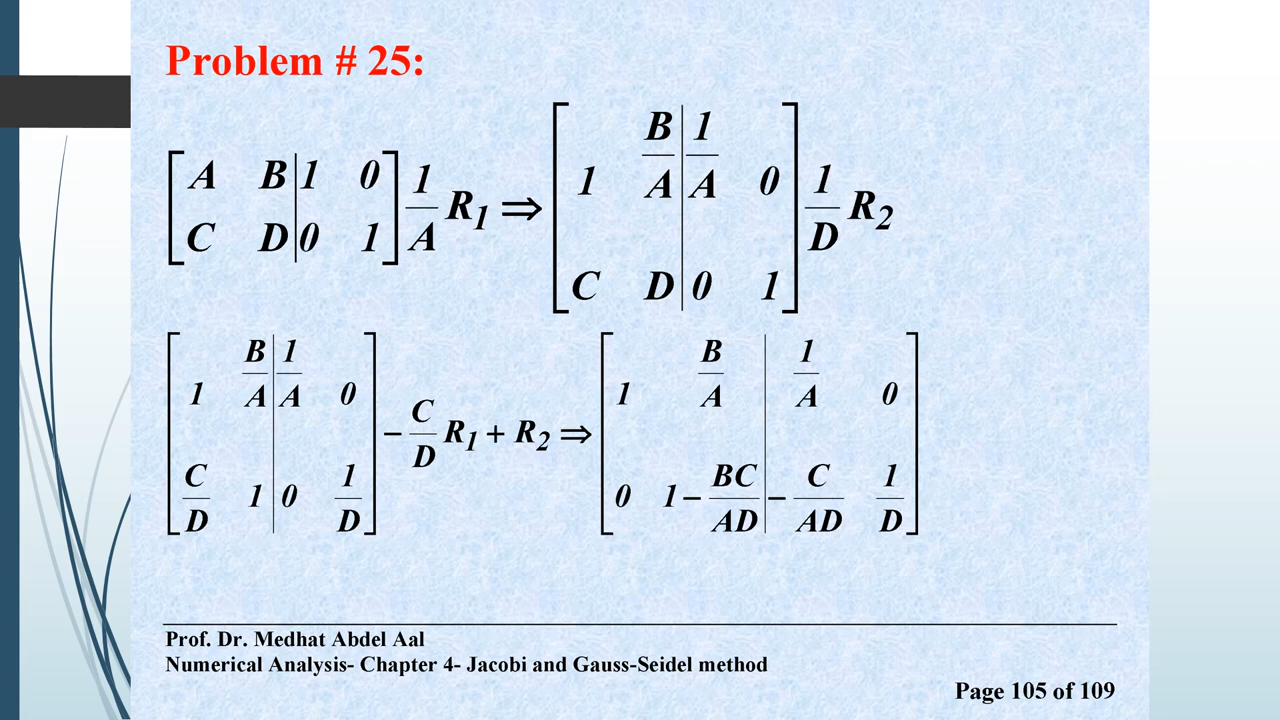 Problem # 25:
[ A B | 1 0 ; C D | 0 1 ] 1/A R₁ ⇒ [ 1 B/A | 1/A 0 ; C D | 0 1 ] 1/D R₂
[ 1 B/A | 1/A 0 ; C/D 1 | 0 1/D ] − C/D R₁ + R₂ ⇒ [ 1 B/A | 1/A 0 ; 0 1 − BC/AD | − C/AD 1/D ]
Prof. Dr. Medhat Abdel Aal
Numerical Analysis- Chapter 4- Jacobi and Gauss-Seidel method
Page 105 of 109